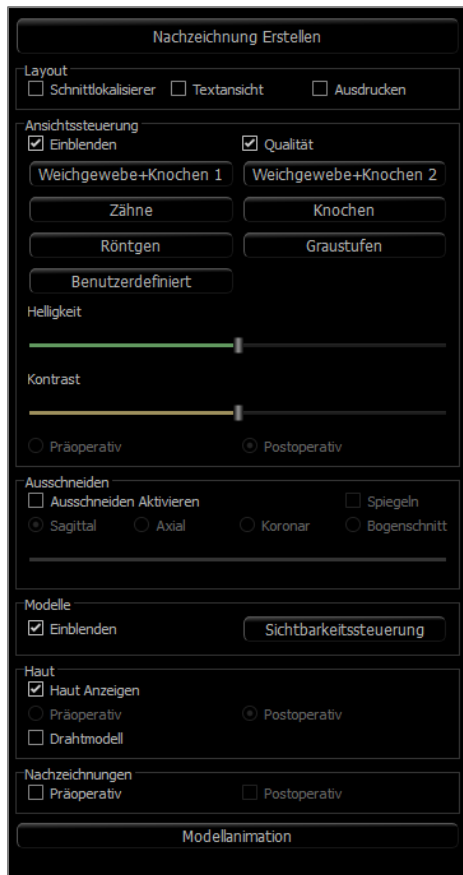 Nachzeichnung Erstellen
Layout
Schnittlokalisierer Textansicht Ausdrucken
Ansichtssteuerung
Einblenden Qualität
Weichgewebe+Knochen 1 Weichgewebe+Knochen 2
Zähne Knochen
Röntgen Graustufen
Benutzerdefiniert
Helligkeit
Kontrast
Präoperativ Postoperativ
Ausschneiden
Ausschneiden Aktivieren Spiegeln
Sagittal Axial Koronar Bogenschnitt
Modelle
Einblenden Sichtbarkeitssteuerung
Haut
Haut Anzeigen
Präoperativ Postoperativ
Drahtmodell
Nachzeichnungen
Präoperativ Postoperativ
Modellanimation